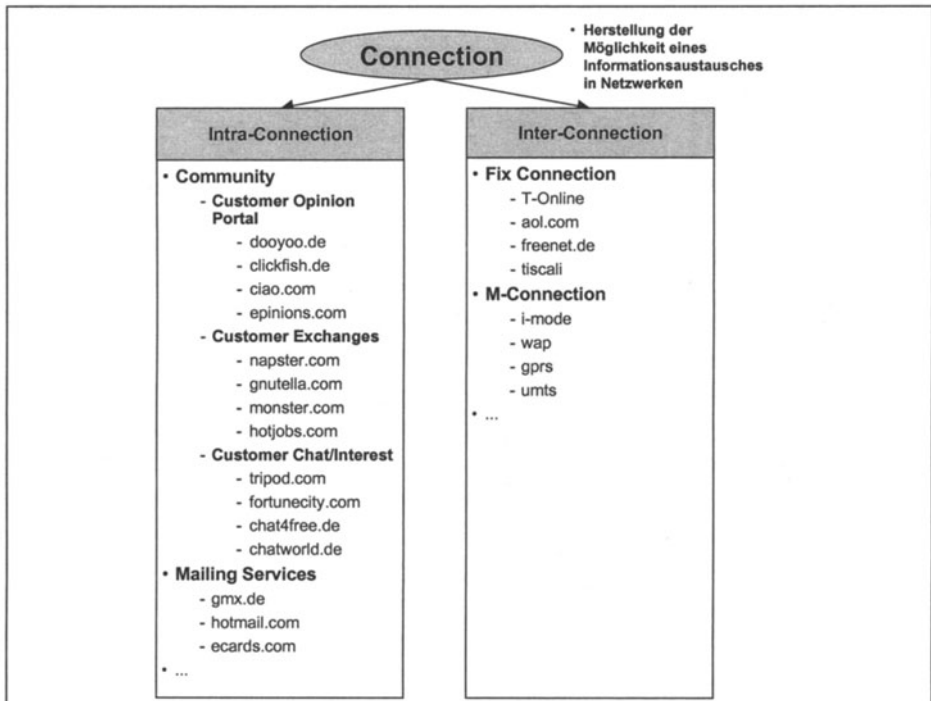 Connection
• Herstellung der
Möglichkeit eines
Informationsaustausches
in Netzwerken
Intra-Connection
• Community
- Customer Opinion
Portal
- dooyoo.de
- clickfish.de
- ciao.com
- epinions.com
- Customer Exchanges
- napster.com
- gnutella.com
- monster.com
- hotjobs.com
- Customer Chat/Interest
- tripod.com
- fortunecity.com
- chat4free.de
- chatworld.de
• Mailing Services
- gmx.de
- hotmail.com
- ecards.com
• ...
Inter-Connection
• Fix Connection
- T-Online
- aol.com
- freenet.de
- tiscali
• M-Connection
- i-mode
- wap
- gprs
- umts
• ...